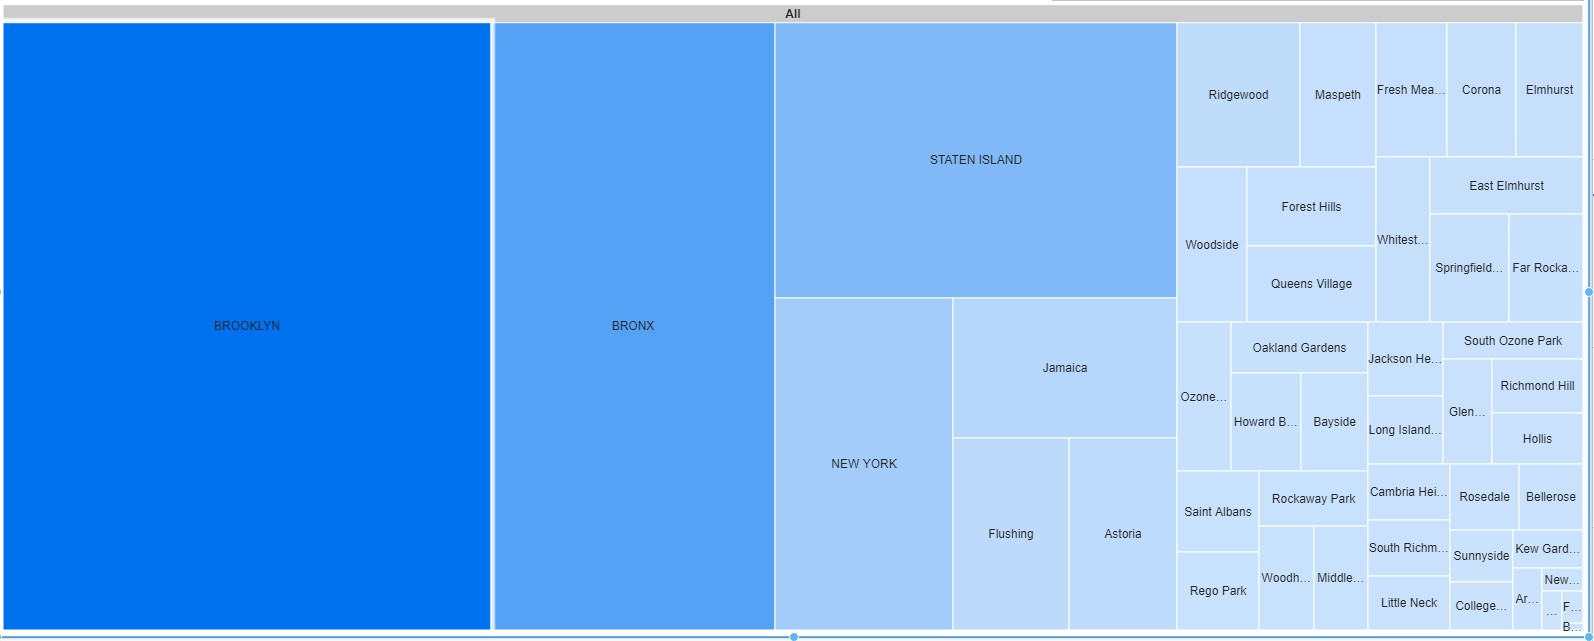 All
BROOKLYN
BRONX
STATEN ISLAND
NEW YORK
Jamaica
Flushing
Astoria
Ridgewood
Maspeth
Fresh Mea...
Corona
Elmhurst
Woodside
Forest Hills
Queens Village
Whitest...
East Elmhurst
Springfield...
Far Rocka...
Ozone...
Oakland Gardens
Howard B...
Bayside
Jackson He...
Long Island...
South Ozone Park
Glen...
Richmond Hill
Hollis
Saint Albans
Rego Park
Rockaway Park
Woodh...
Middle...
Cambria Hei...
South Richm...
Little Neck
Rosedale
Bellerose
Sunnyside
College...
Kew Gard...
Ar...
New...
...
F...
B...